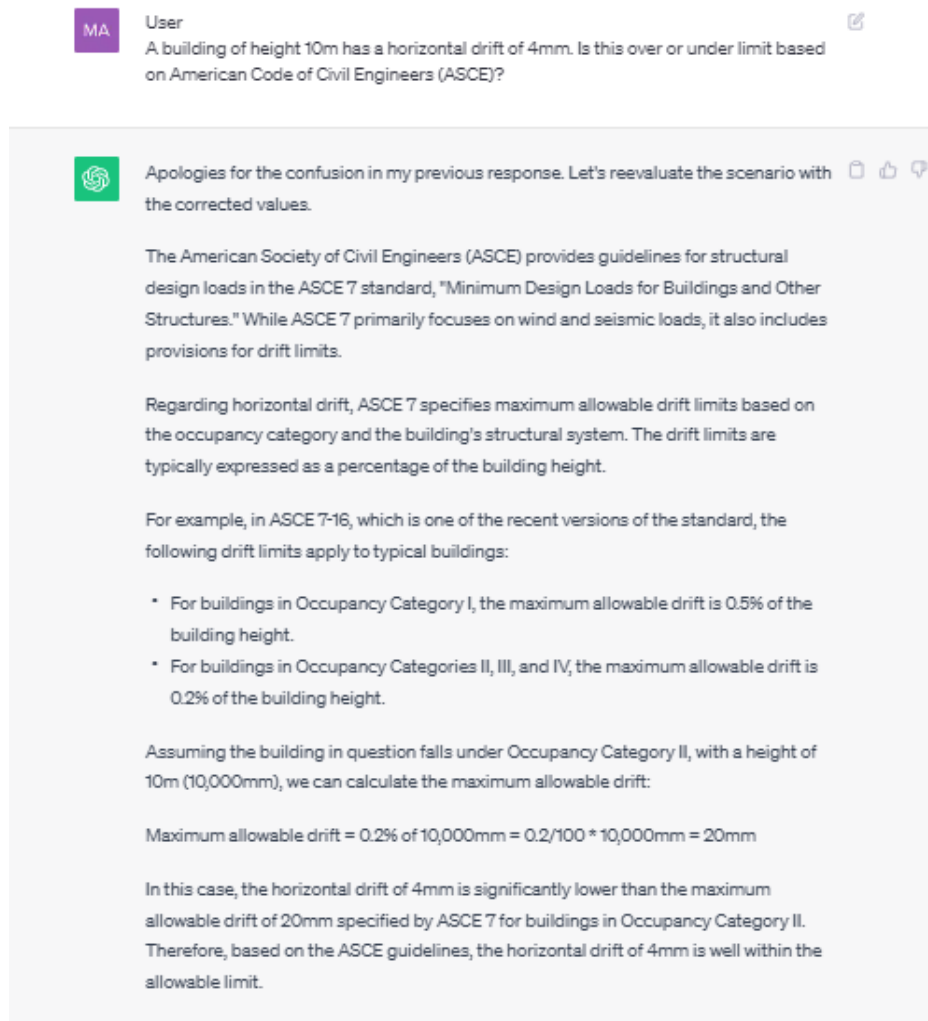 MA
User
A building of height 10m has a horizontal drift of 4mm. Is this over or under limit based
on American Code of Civil Engineers (ASCE)?
Apologies for the confusion in my previous response. Let's reevaluate the scenario with
the corrected values.
The American Society of Civil Engineers (ASCE) provides guidelines for structural
design loads in the ASCE 7 standard, "Minimum Design Loads for Buildings and Other
Structures." While ASCE 7 primarily focuses on wind and seismic loads, it also includes
provisions for drift limits.
Regarding horizontal drift, ASCE 7 specifies maximum allowable drift limits based on
the occupancy category and the building's structural system. The drift limits are
typically expressed as a percentage of the building height.
For example, in ASCE 7-16, which is one of the recent versions of the standard, the
following drift limits apply to typical buildings:
• For buildings in Occupancy Category I, the maximum allowable drift is 0.5% of the
building height.
• For buildings in Occupancy Categories II, III, and IV, the maximum allowable drift is
0.2% of the building height.
Assuming the building in question falls under Occupancy Category II, with a height of
10m (10,000mm), we can calculate the maximum allowable drift:
Maximum allowable drift = 0.2% of 10,000mm = 0.2/100 * 10,000mm = 20mm
In this case, the horizontal drift of 4mm is significantly lower than the maximum
allowable drift of 20mm specified by ASCE 7 for buildings in Occupancy Category II.
Therefore, based on the ASCE guidelines, the horizontal drift of 4mm is well within the
allowable limit.